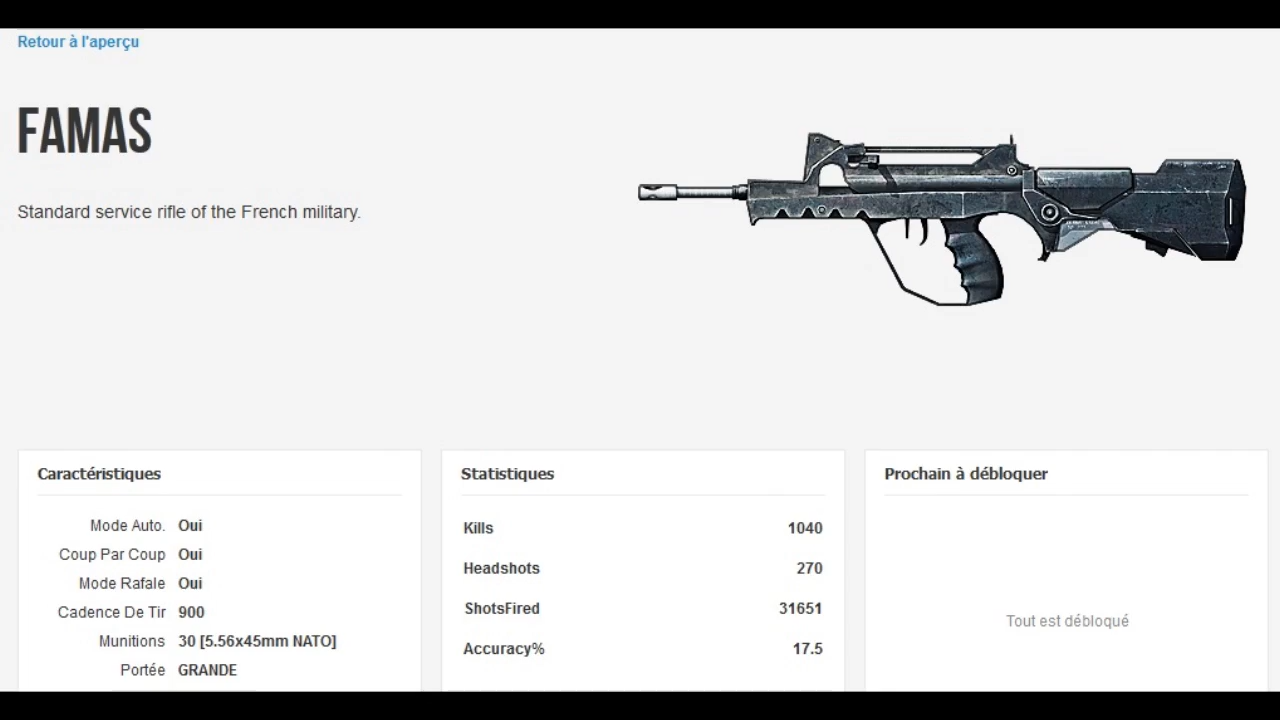 Retour à l'aperçu
FAMAS
Standard service rifle of the French military.
Caractéristiques
Mode Auto. Oui
Coup Par Coup Oui
Mode Rafale Oui
Cadence De Tir 900
Munitions 30 [5.56x45mm NATO]
Portée GRANDE
Statistiques
Kills 1040
Headshots 270
ShotsFired 31651
Accuracy% 17.5
Prochain à débloquer
Tout est débloqué